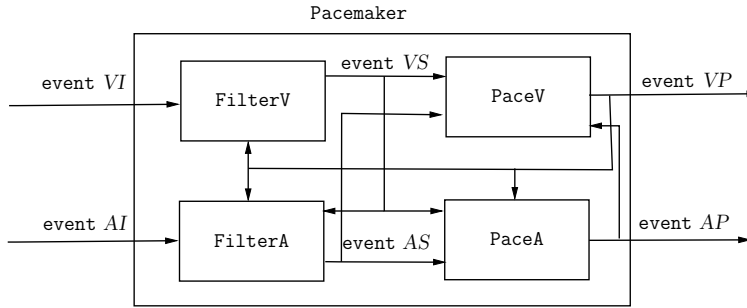 Pacemaker
event VI
FilterV
event VS
PaceV
event VP
event AI
FilterA
event AS
PaceA
event AP